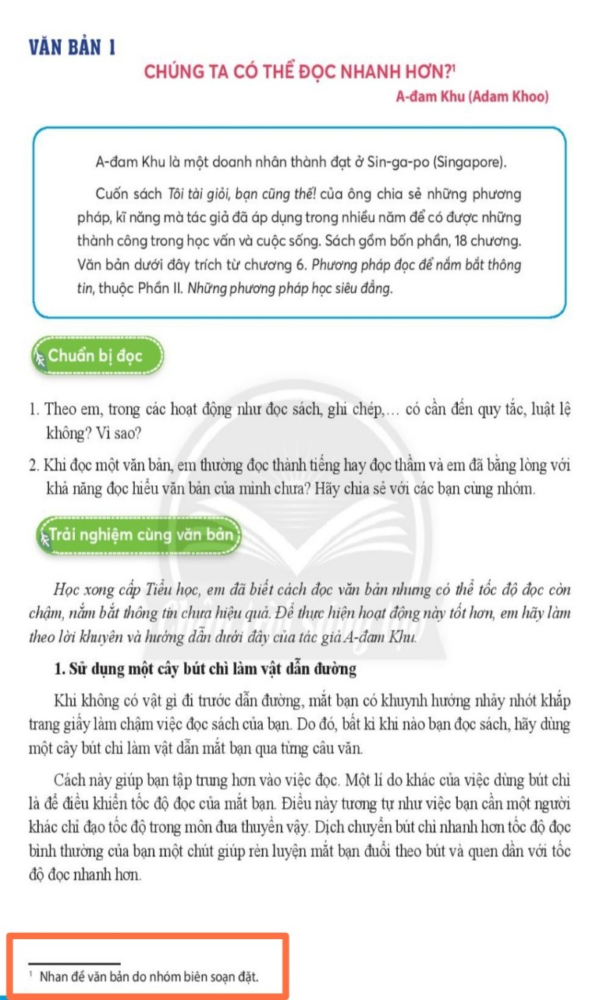 VĂN BẢN 1
CHÚNG TA CÓ THỂ ĐỌC NHANH HƠN?¹
A-đam Khu (Adam Khoo)
A-đam Khu là một doanh nhân thành đạt ở Sin-ga-po (Singapore).
Cuốn sách Tôi tài giỏi, bạn cũng thế! của ông chia sẻ những phương
pháp, kĩ năng mà tác giả đã áp dụng trong nhiều năm để có được những
thành công trong học vấn và cuộc sống. Sách gồm bốn phần, 18 chương.
Văn bản dưới đây trích từ chương 6. Phương pháp đọc để nắm bắt thông
tin, thuộc Phần II. Những phương pháp học siêu đẳng.
Chuẩn bị đọc
1. Theo em, trong các hoạt động như đọc sách, ghi chép,… có cần đến quy tắc, luật lệ
không? Vì sao?
2. Khi đọc một văn bản, em thường đọc thành tiếng hay đọc thầm và em đã bằng lòng với
khả năng đọc hiểu văn bản của mình chưa? Hãy chia sẻ với các bạn cùng nhóm.
Trải nghiệm cùng văn bản
Học xong cấp Tiểu học, em đã biết cách đọc văn bản nhưng có thể tốc độ đọc còn
chậm, nắm bắt thông tin chưa hiệu quả. Để thực hiện hoạt động này tốt hơn, em hãy làm
theo lời khuyên và hướng dẫn dưới đây của tác giả A-đam Khu.
1. Sử dụng một cây bút chì làm vật dẫn đường
Khi không có vật gì đi trước dẫn đường, mắt bạn có khuynh hướng nhảy nhót khắp
trang giấy làm chậm việc đọc sách của bạn. Do đó, bất kì khi nào bạn đọc sách, hãy dùng
một cây bút chì làm vật dẫn mắt bạn qua từng câu văn.
Cách này giúp bạn tập trung hơn vào việc đọc. Một lí do khác của việc dùng bút chì
là để điều khiển tốc độ đọc của mắt bạn. Điều này tương tự như việc bạn cần một người
khác chỉ đạo tốc độ trong môn đua thuyền vậy. Dịch chuyển bút chì nhanh hơn tốc độ đọc
bình thường của bạn một chút giúp rèn luyện mắt bạn đuổi theo bút và quen dần với tốc
độ đọc nhanh hơn.
¹ Nhan đề văn bản do nhóm biên soạn đặt.